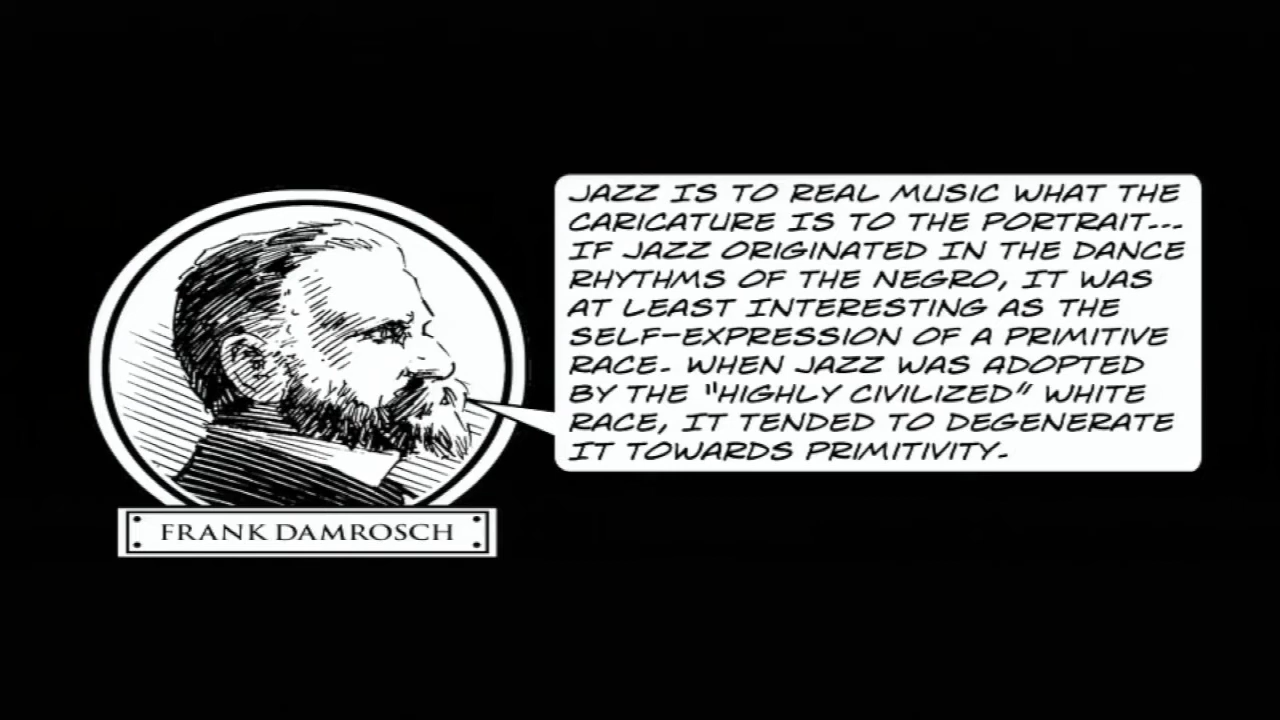 JAZZ IS TO REAL MUSIC WHAT THE
CARICATURE IS TO THE PORTRAIT...
IF JAZZ ORIGINATED IN THE DANCE
RHYTHMS OF THE NEGRO, IT WAS
AT LEAST INTERESTING AS THE
SELF-EXPRESSION OF A PRIMITIVE
RACE. WHEN JAZZ WAS ADOPTED
BY THE "HIGHLY CIVILIZED" WHITE
RACE, IT TENDED TO DEGENERATE
IT TOWARDS PRIMITIVITY.
FRANK DAMROSCH